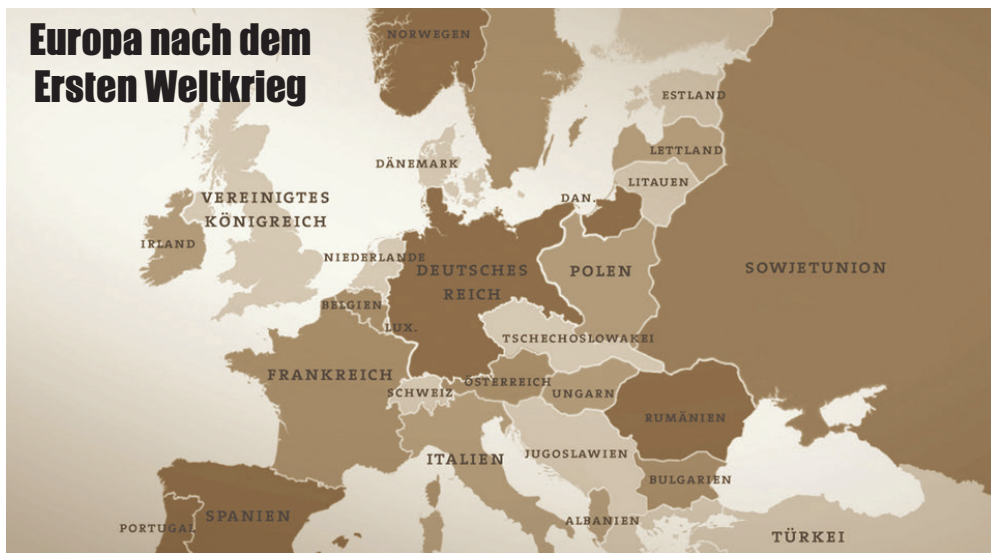 Europa nach dem
Ersten Weltkrieg
NORWEGEN
ESTLAND
LETTLAND
DÄNEMARK
LITAUEN
DAN.
VEREINIGTES
KÖNIGREICH
IRLAND
NIEDERLANDE
DEUTSCHES
REICH
POLEN
SOWJETUNION
BELGIEN
LUX.
TSCHECHOSLOWAKEI
FRANKREICH
SCHWEIZ
ÖSTERREICH
UNGARN
RUMÄNIEN
ITALIEN
JUGOSLAWIEN
BULGARIEN
PORTUGAL
SPANIEN
ALBANIEN
TÜRKEI